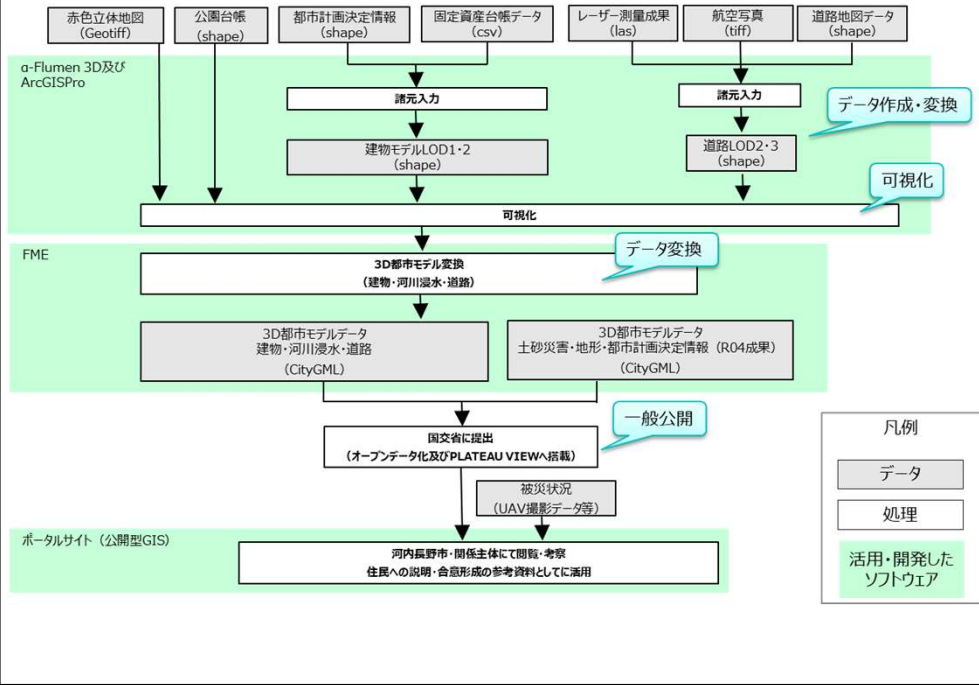 赤色立体地図
(Geotiff)
公園台帳
(shape)
都市計画決定情報
(shape)
固定資産台帳データ
(csv)
レーザー測量成果
(las)
航空写真
(tiff)
道路地図データ
(shape)
α-Flumen 3D及び
ArcGISPro
諸元入力
諸元入力
データ作成・変換
建物モデルLOD1・2
(shape)
道路LOD2・3
(shape)
可視化
可視化
FME
データ変換
3D都市モデル変換
(建物・河川浸水・道路)
3D都市モデルデータ
建物・河川浸水・道路
(CityGML)
3D都市モデルデータ
土砂災害・地形・都市計画決定情報（R04成果）
(CityGML)
一般公開
国交省に提出
(オープンデータ化及びPLATEAU VIEWへ搭載)
被災状況
(UAV撮影データ等)
ポータルサイト（公開型GIS）
河内長野市・関係主体にて閲覧・考察
住民への説明・合意形成の参考資料としてに活用
凡例
データ
処理
活用・開発した
ソフトウェア